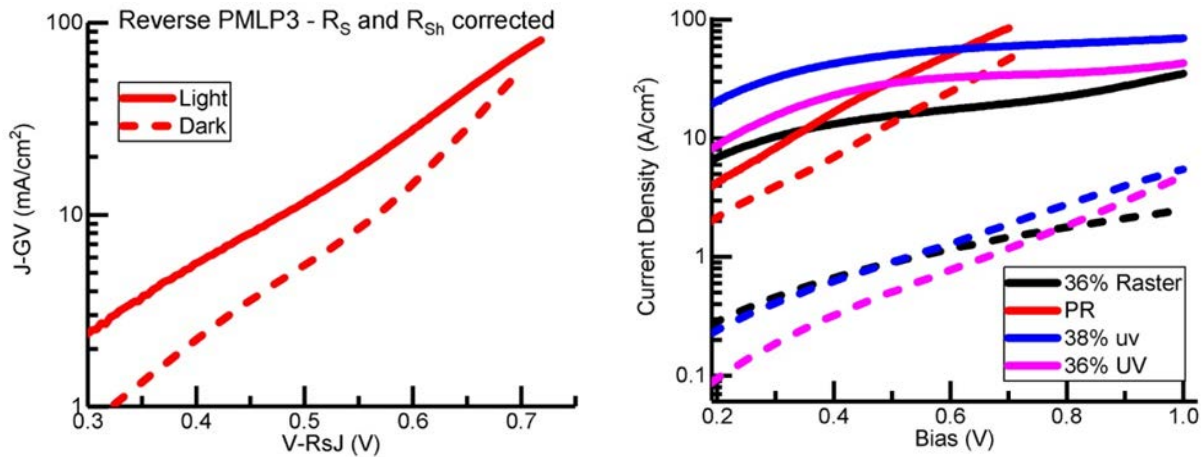 Reverse PMLP3 - RS and RSh corrected
100
10
1
J-GV (mA/cm²)
Light
Dark
0.3 0.4 0.5 0.6 0.7
V-RsJ (V)
100
10
1
0.1
Current Density (A/cm²)
36% Raster
PR
38% uv
36% UV
0.2 0.4 0.6 0.8 1.0
Bias (V)